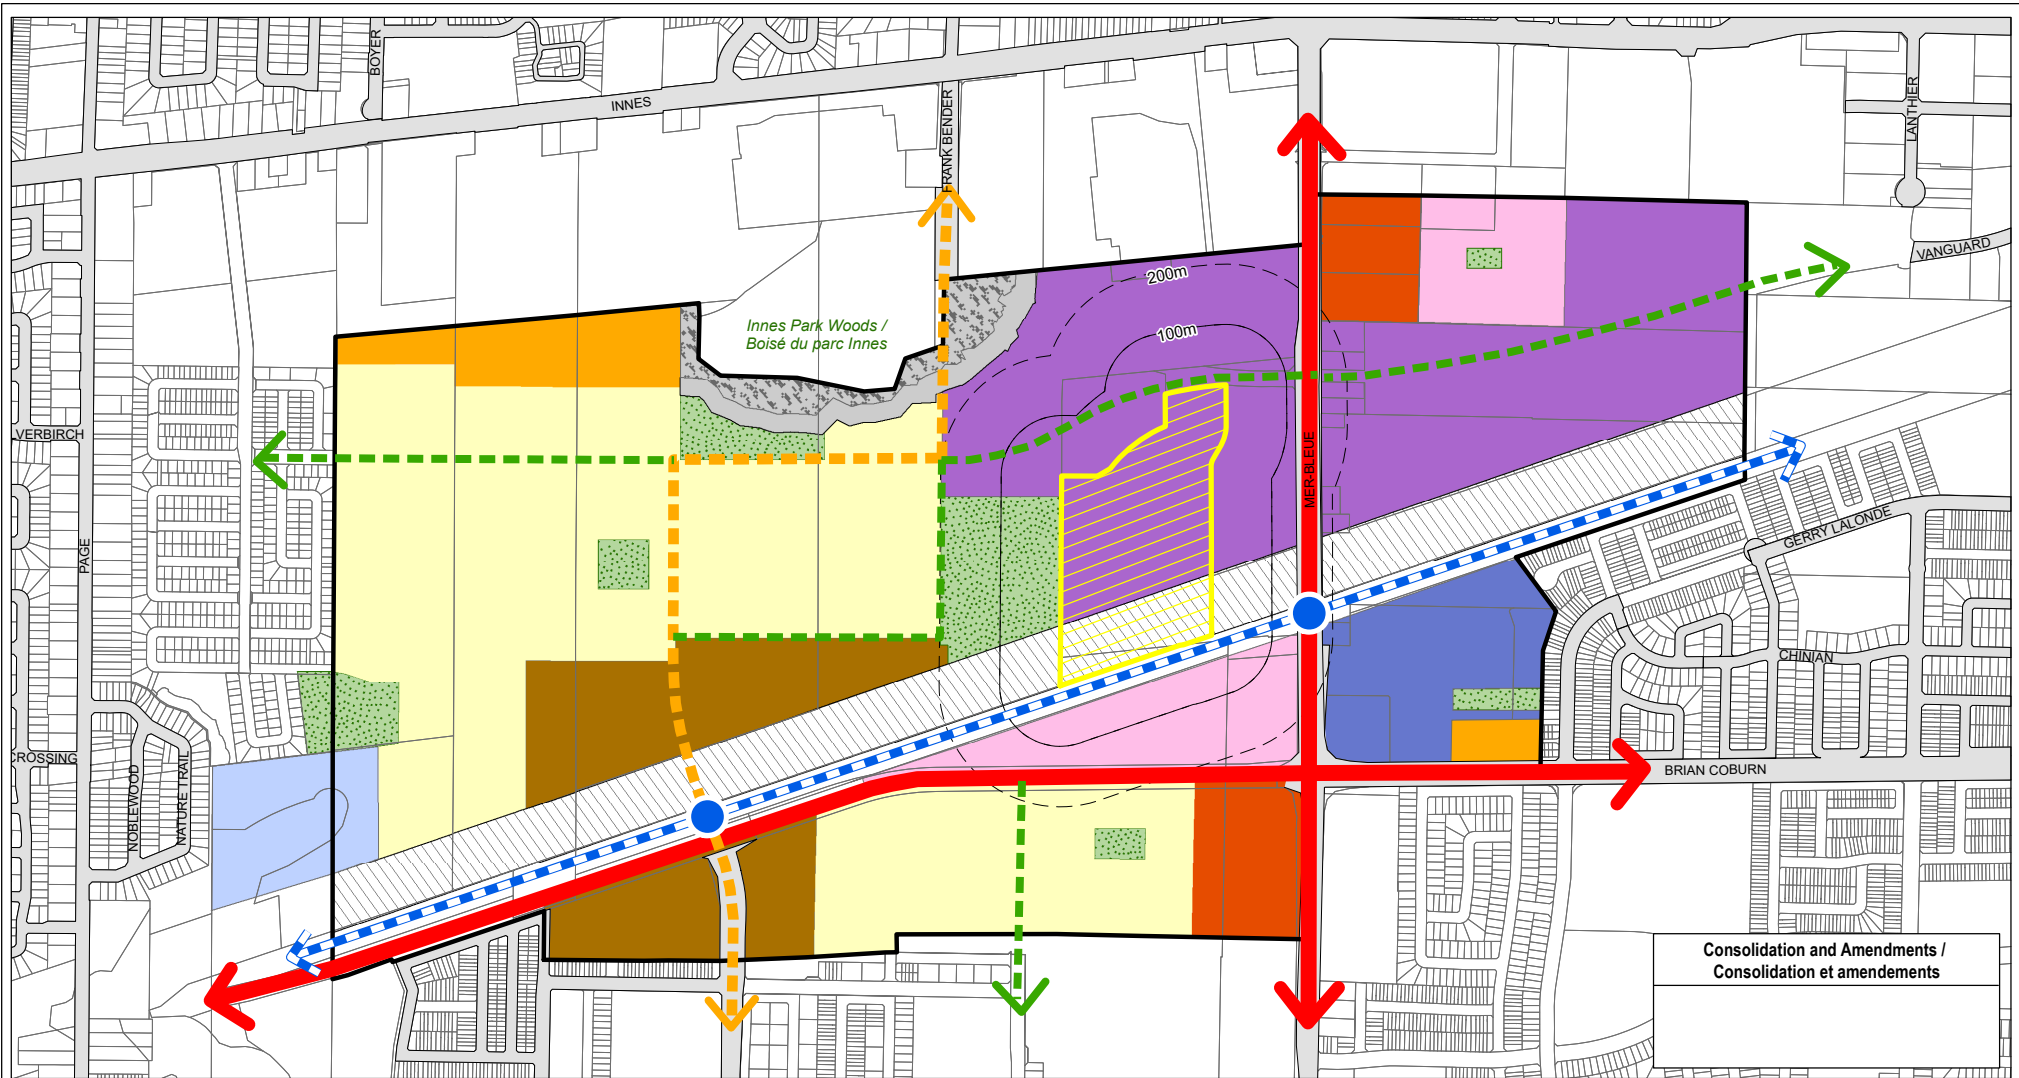 BOYER
INNES
FRANK BENDER
LANTHIER
VANGUARD
200m
100m
Innes Park Woods /
Boisé du parc Innes
VERBIRCH
MER-BLEUE
PAGE
GERRY LALONDE
CHINIAN
CROSSING
NOBLEWOOD
NATURE TRAIL
BRIAN COBURN
Consolidation and Amendments /
Consolidation et amendements